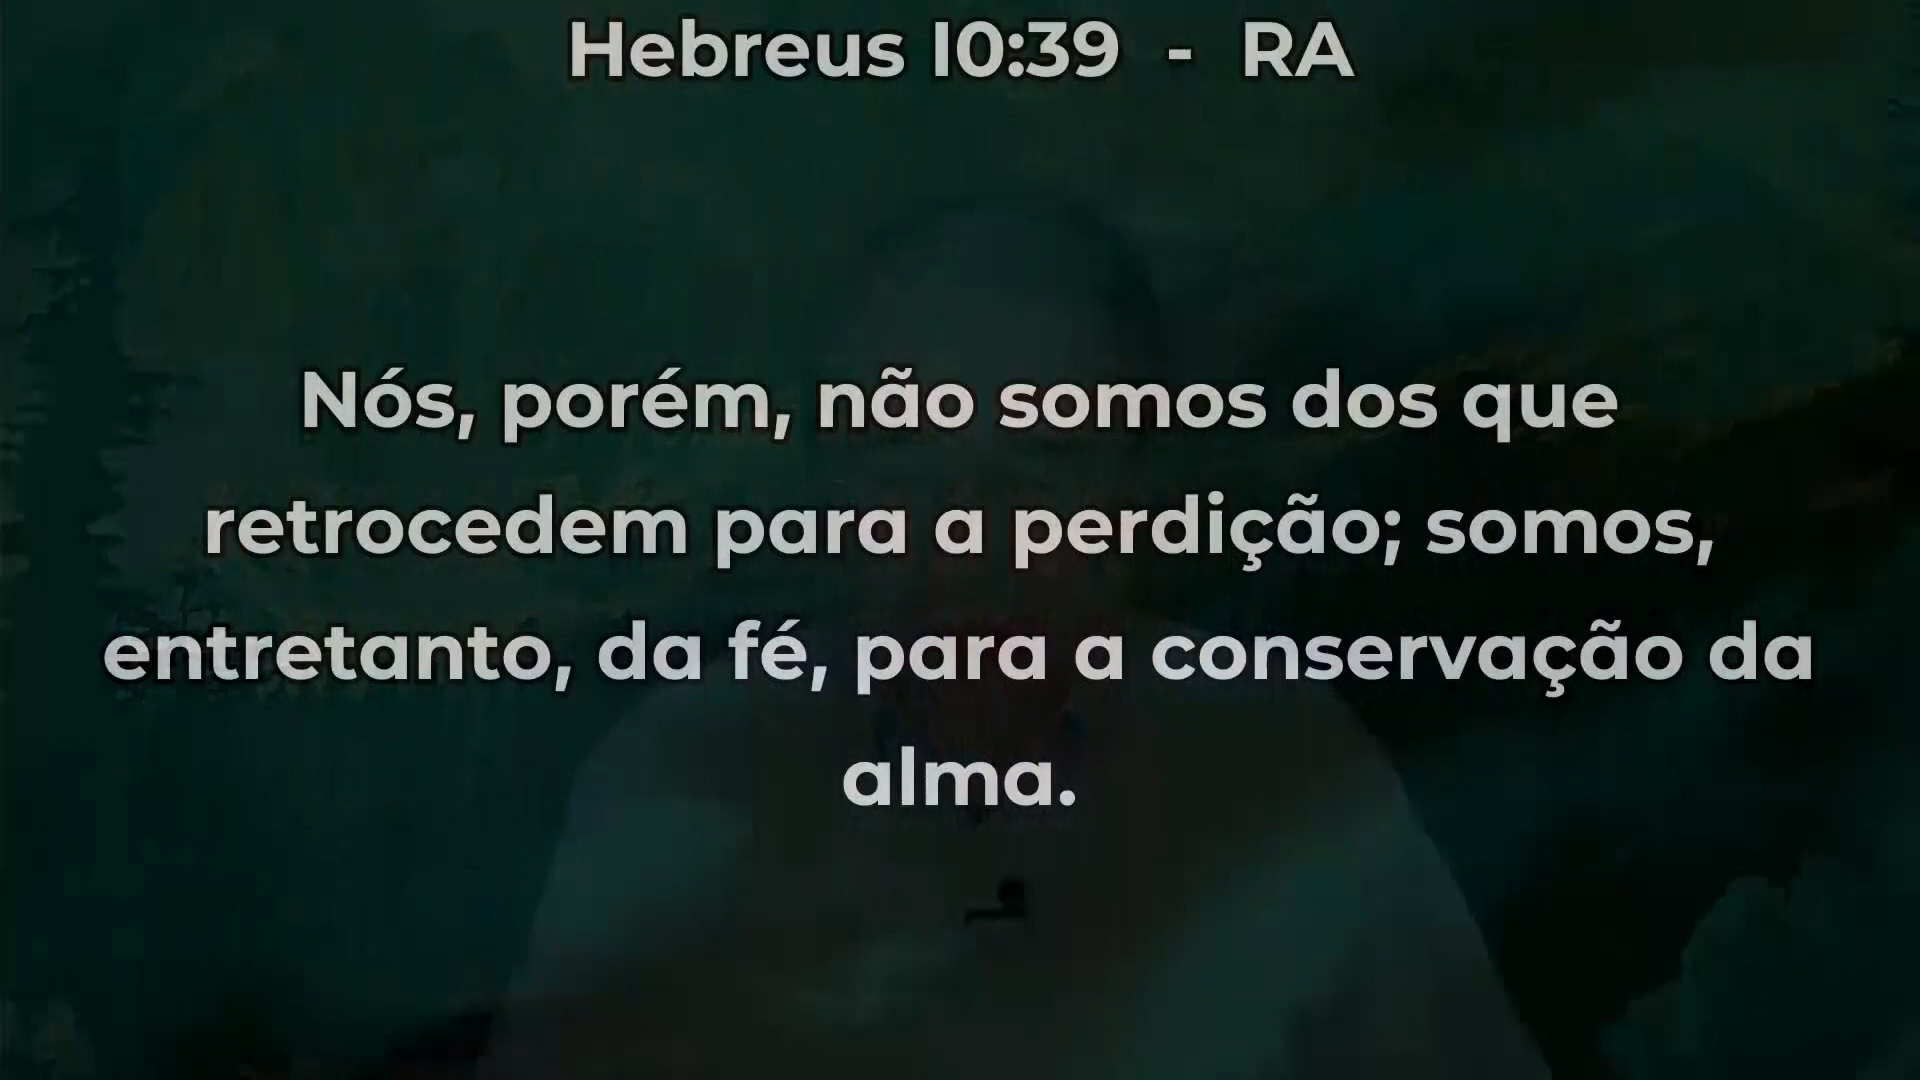 Hebreus 10:39 - RA
Nós, porém, não somos dos que
retrocedem para a perdição; somos,
entretanto, da fé, para a conservação da
alma.